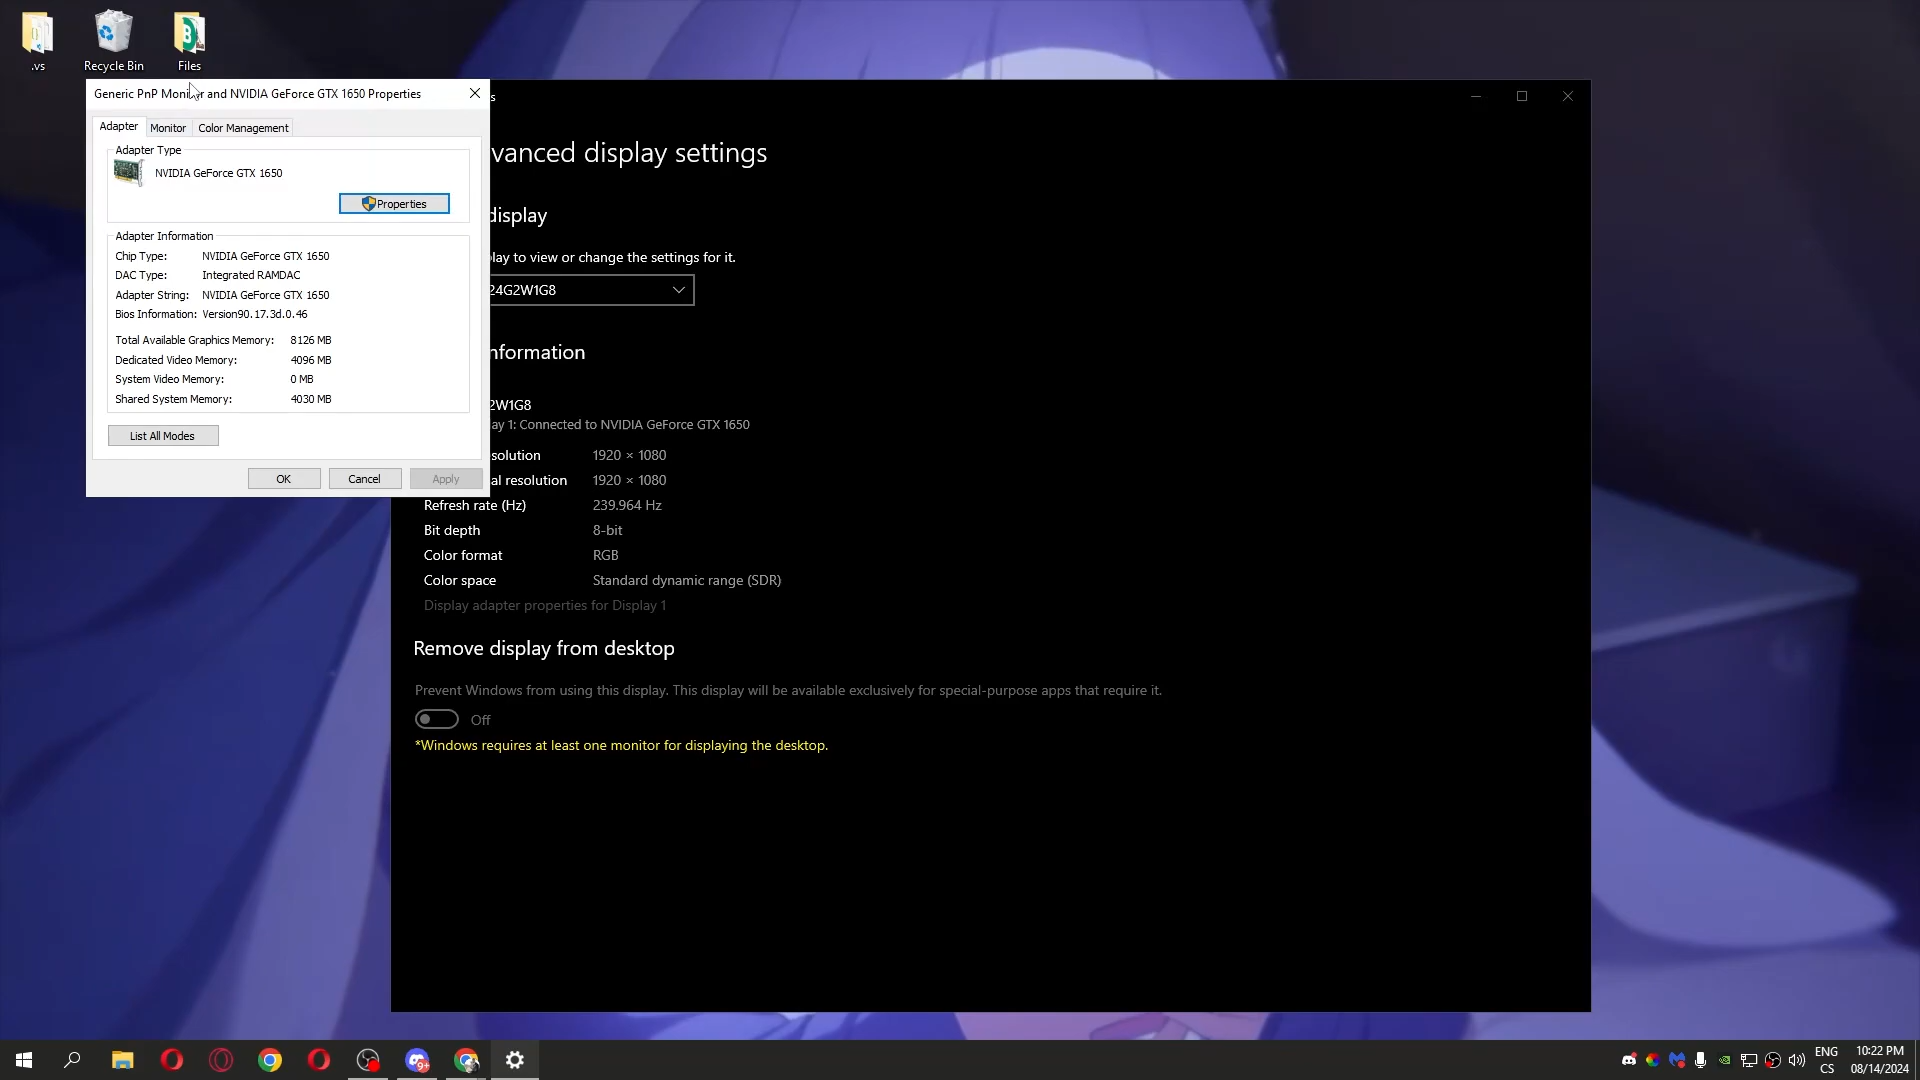 .vs
Recycle Bin
Files
Generic PnP Monitor and NVIDIA GeForce GTX 1650 Properties
Adapter
Monitor
Color Management
Adapter Type
NVIDIA GeForce GTX 1650
Properties
Adapter Information
Chip Type: NVIDIA GeForce GTX 1650
DAC Type: Integrated RAMDAC
Adapter String: NVIDIA GeForce GTX 1650
Bios Information: Version90.17.3d.0.46
Total Available Graphics Memory: 8126 MB
Dedicated Video Memory: 4096 MB
System Video Memory: 0 MB
Shared System Memory: 4030 MB
List All Modes
OK
Cancel
Apply
s
vanced display settings
display
lay to view or change the settings for it.
24G2W1G8
nformation
2W1G8
ay 1: Connected to NVIDIA GeForce GTX 1650
solution 1920 × 1080
al resolution 1920 × 1080
Refresh rate (Hz) 239.964 Hz
Bit depth 8-bit
Color format RGB
Color space Standard dynamic range (SDR)
Display adapter properties for Display 1
Remove display from desktop
Prevent Windows from using this display. This display will be available exclusively for special-purpose apps that require it.
Off
*Windows requires at least one monitor for displaying the desktop.
9+
ENG
CS
10:22 PM
08/14/2024